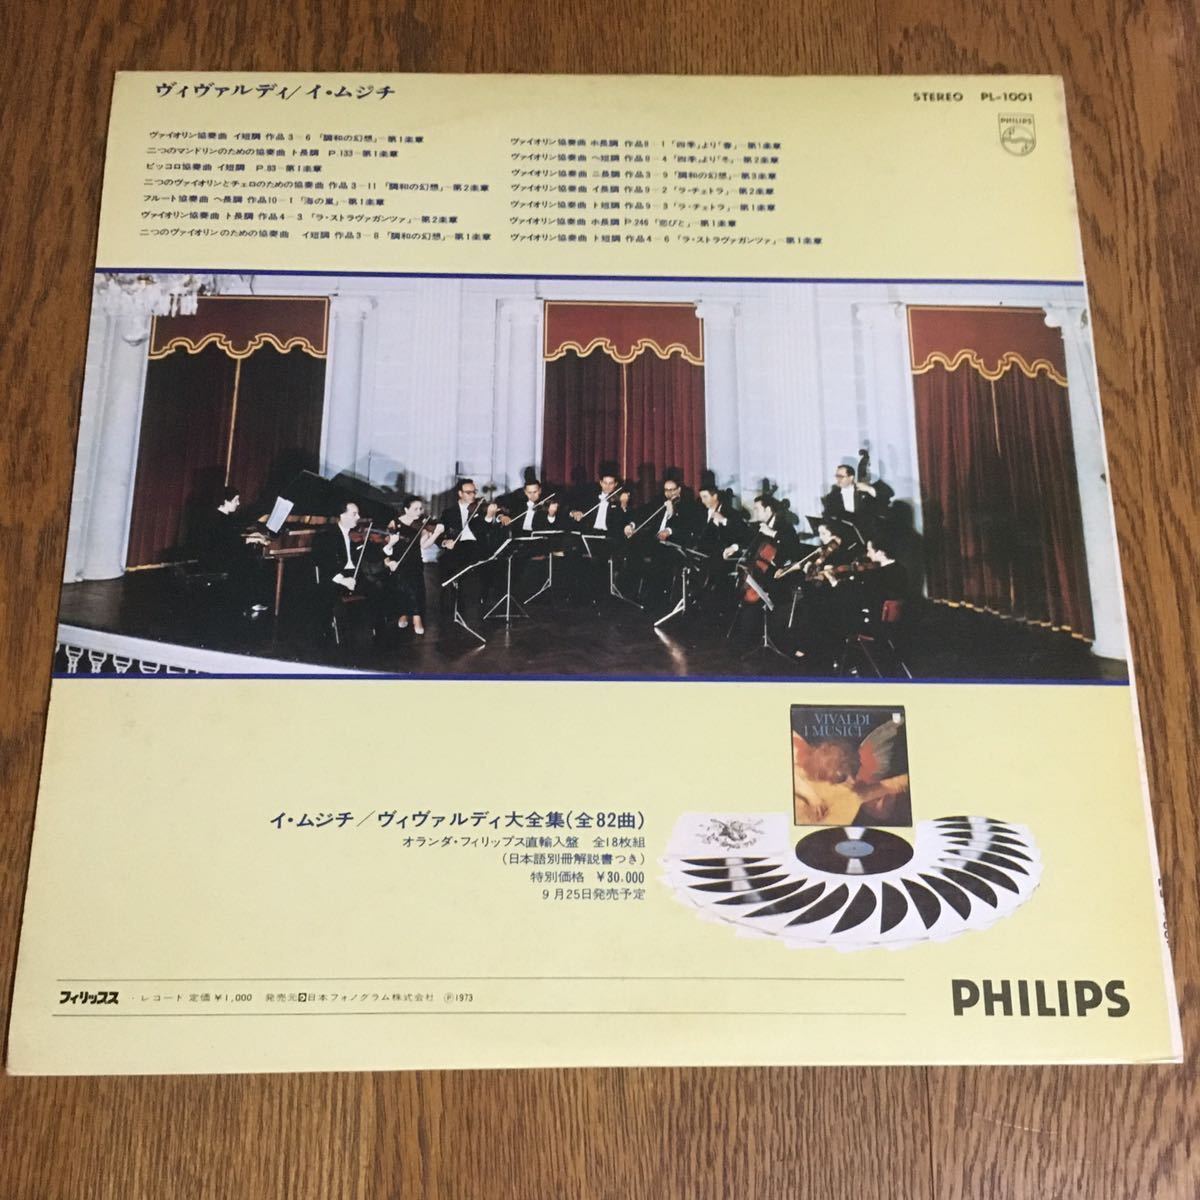 ヴィヴァルディ/イ・ムジチ
STEREO PL-1001
PHILIPS
ヴァイオリン協奏曲 イ短調 作品3-6「調和の幻想」-第1楽章
二つのマンドリンのための協奏曲 ト長調 P.133-第1楽章
ピッコロ協奏曲 イ短調 P.83-第1楽章
二つのヴァイオリンとチェロのための協奏曲 作品3-11「調和の幻想」-第2楽章
フルート協奏曲 ヘ長調 作品10-1「海の嵐」-第1楽章
ヴァイオリン協奏曲 ト長調 作品4-3「ラ・ストラヴァガンツァ」-第2楽章
二つのヴァイオリンのための協奏曲 イ短調 作品3-8「調和の幻想」-第1楽章
ヴァイオリン協奏曲 ホ長調 作品8-1「四季」より「春」-第1楽章
ヴァイオリン協奏曲 ヘ短調 作品8-4「四季」より「冬」-第2楽章
ヴァイオリン協奏曲 ニ長調 作品3-9「調和の幻想」-第3楽章
ヴァイオリン協奏曲 イ長調 作品9-2「ラ・チェトラ」-第2楽章
ヴァイオリン協奏曲 ト短調 作品9-3「ラ・チェトラ」-第1楽章
ヴァイオリン協奏曲 ホ長調 P.246「恋びと」-第1楽章
ヴァイオリン協奏曲 ト短調 作品4-6「ラ・ストラヴァガンツァ」-第1楽章
VIVALDI
I MUSICI
イ・ムジチ/ヴィヴァルディ大全集(全82曲)
オランダ・フィリップス直輸入盤 全18枚組
(日本語別冊解説書つき)
特別価格 ¥30,000
9月25日発売予定
フィリップス・レコード 定価¥1,000 発売元 日本フォノグラム株式会社 Ⓟ1973
PHILIPS